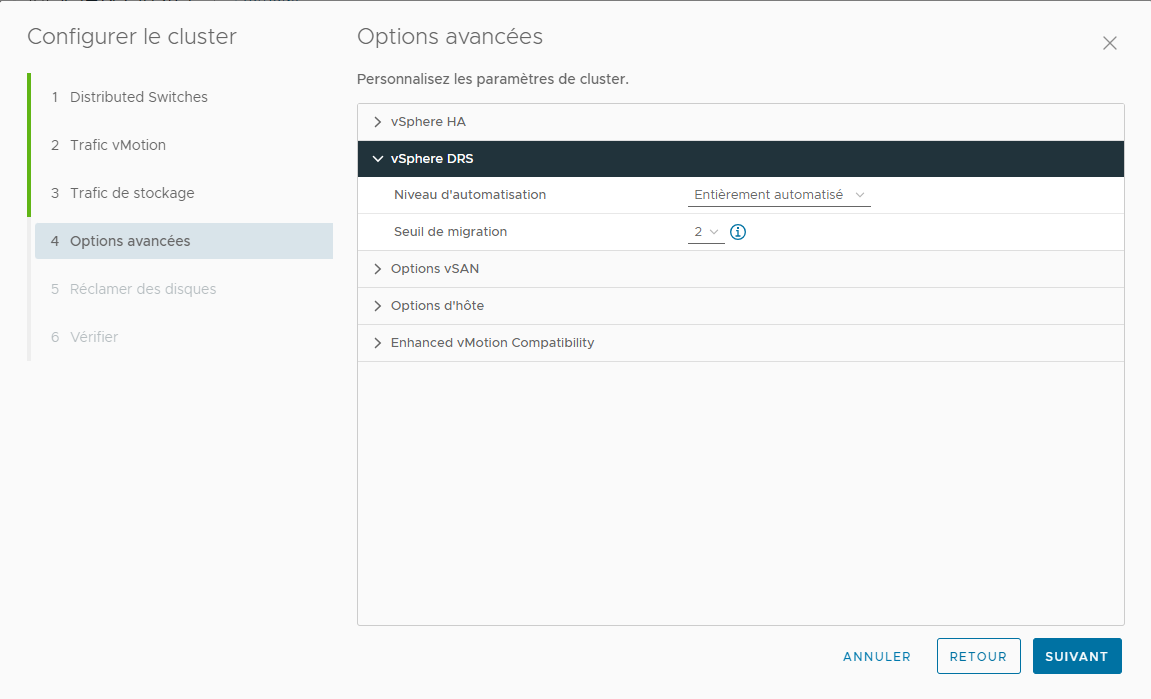 Configurer le cluster
1 Distributed Switches
2 Trafic vMotion
3 Trafic de stockage
4 Options avancées
5 Réclamer des disques
6 Vérifier
Options avancées
Personnalisez les paramètres de cluster.
vSphere HA
vSphere DRS
Niveau d'automatisation Entièrement automatisé
Seuil de migration 2
Options vSAN
Options d'hôte
Enhanced vMotion Compatibility
ANNULER RETOUR SUIVANT